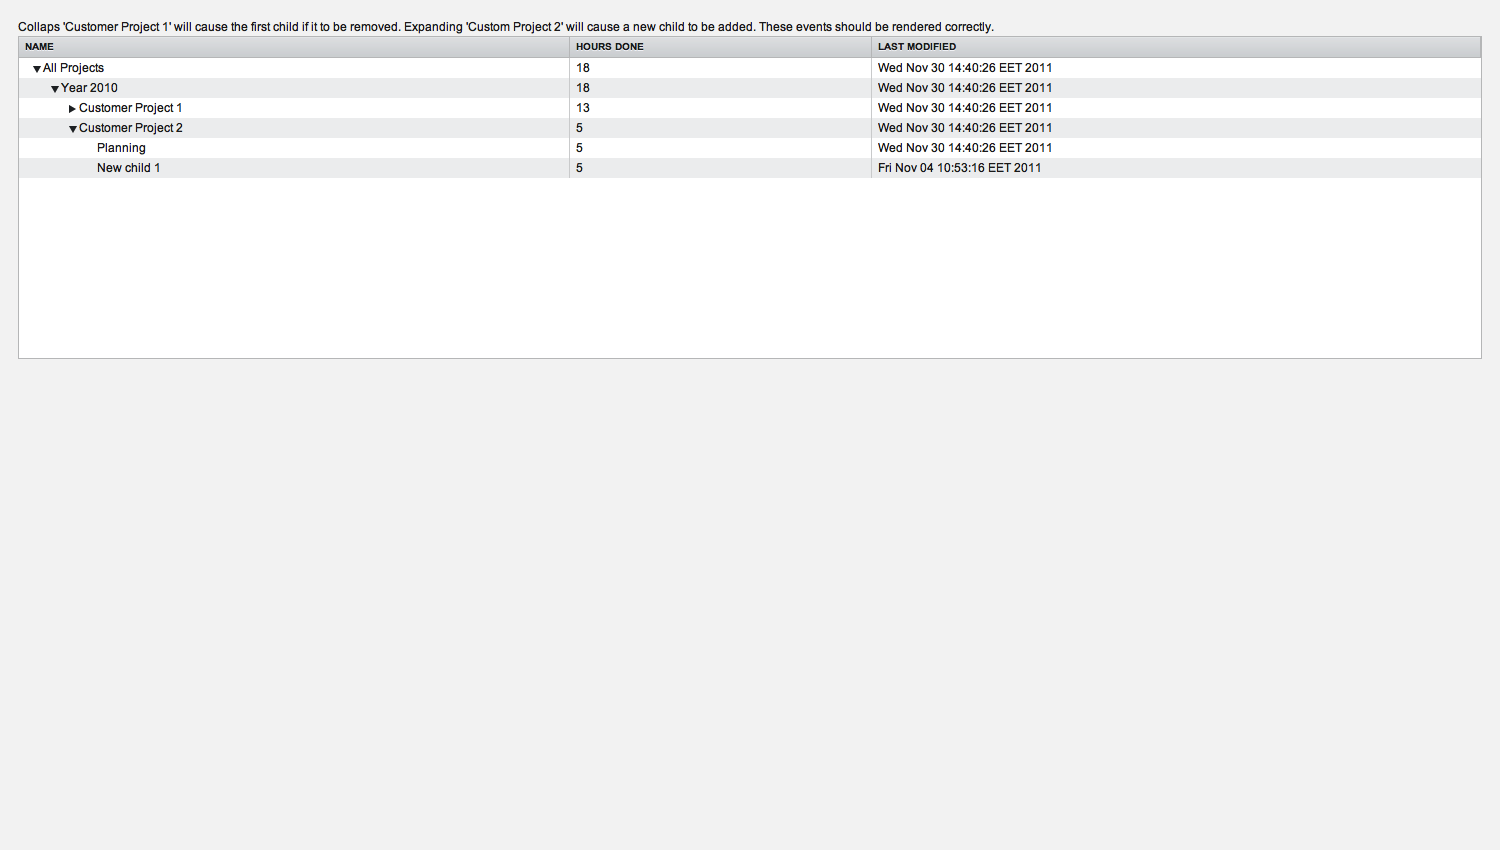 Collaps 'Customer Project 1' will cause the first child if it to be removed. Expanding 'Custom Project 2' will cause a new child to be added. These events should be rendered correctly.
NAME HOURS DONE LAST MODIFIED
All Projects 18 Wed Nov 30 14:40:26 EET 2011
Year 2010 18 Wed Nov 30 14:40:26 EET 2011
Customer Project 1 13 Wed Nov 30 14:40:26 EET 2011
Customer Project 2 5 Wed Nov 30 14:40:26 EET 2011
Planning 5 Wed Nov 30 14:40:26 EET 2011
New child 1 5 Fri Nov 04 10:53:16 EET 2011